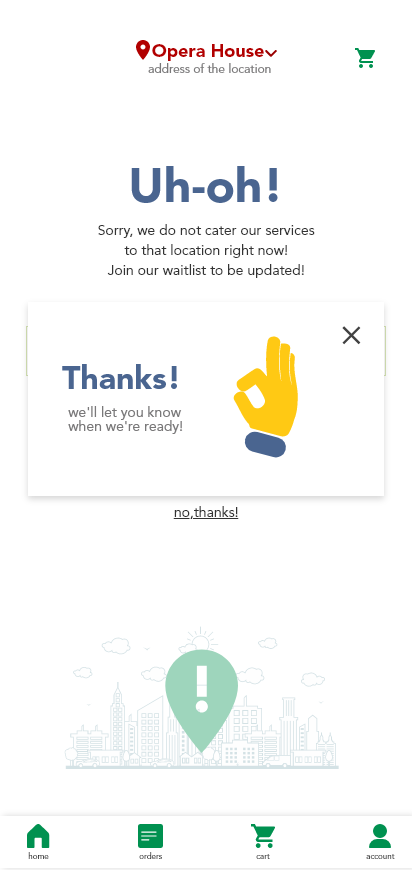 Opera House
address of the location
Uh-oh!
Sorry, we do not cater our services
to that location right now!
Join our waitlist to be updated!
Thanks!
we'll let you know
when we're ready!
no,thanks!
home orders cart account